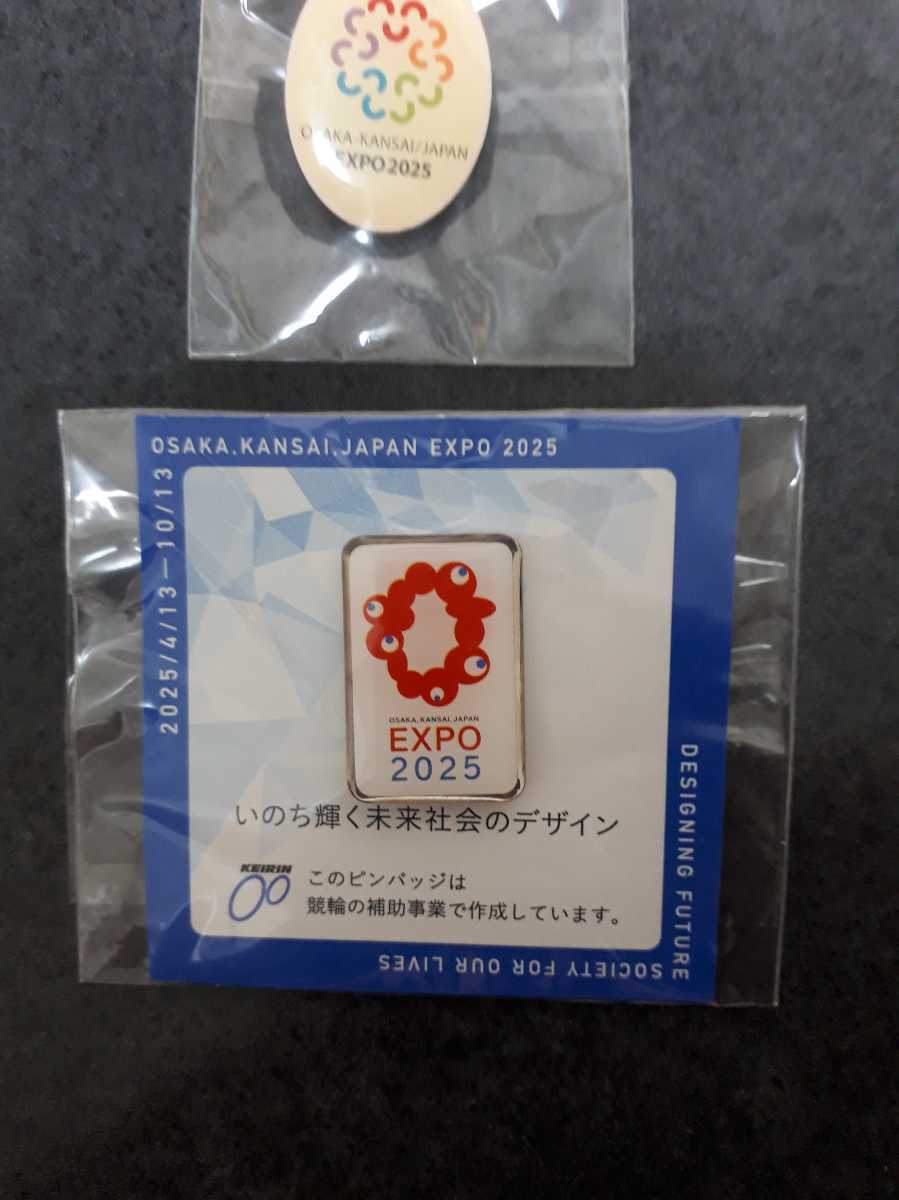 OSAKA-KANSAI/JAPAN
EXPO2025
OSAKA.KANSAI.JAPAN EXPO 2025
2025/4/13—10/13
OSAKA, KANSAI, JAPAN
EXPO
2025
いのち輝く未来社会のデザイン
KEIRIN
このピンバッジは
競輪の補助事業で作成しています。
DESIGNING FUTURE
SOCIETY FOR OUR LIVES